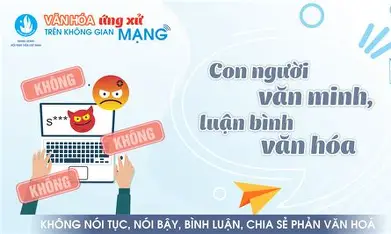 VĂN HÓA ứng xử
TRÊN KHÔNG GIAN MẠNG
KHÔNG
S***
KHÔNG
KHÔNG
Con người
văn minh,
luận bình
văn hóa
KHÔNG NÓI TỤC, NÓI BẬY, BÌNH LUẬN, CHIA SẺ PHẢN VĂN HOÁ